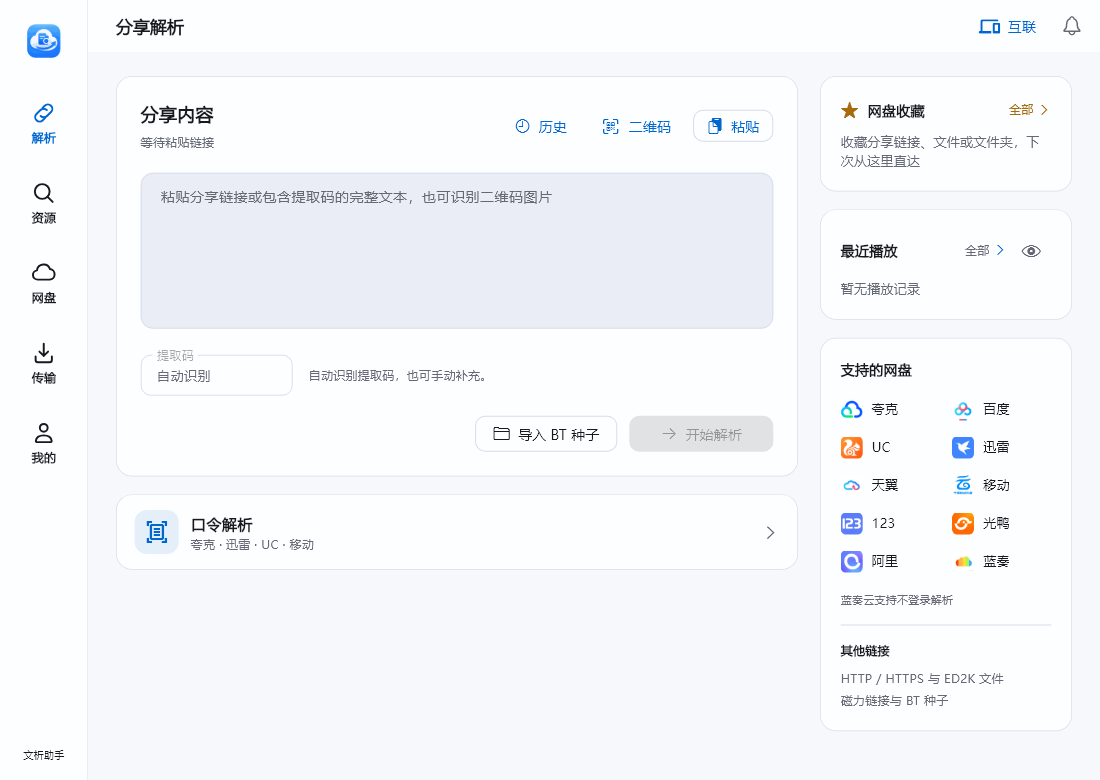 分享解析
互联
解析
资源
网盘
传输
我的
文析助手
分享内容
等待粘贴链接
历史
二维码
粘贴
粘贴分享链接或包含提取码的完整文本，也可识别二维码图片
提取码
自动识别
自动识别提取码，也可手动补充。
导入 BT 种子
开始解析
口令解析
夸克 · 迅雷 · UC · 移动
网盘收藏
全部
收藏分享链接、文件或文件夹，下
次从这里直达
最近播放
全部
暂无播放记录
支持的网盘
夸克
百度
UC
迅雷
天翼
移动
123
123
光鸭
阿里
蓝奏
蓝奏云支持不登录解析
其他链接
HTTP / HTTPS 与 ED2K 文件
磁力链接与 BT 种子